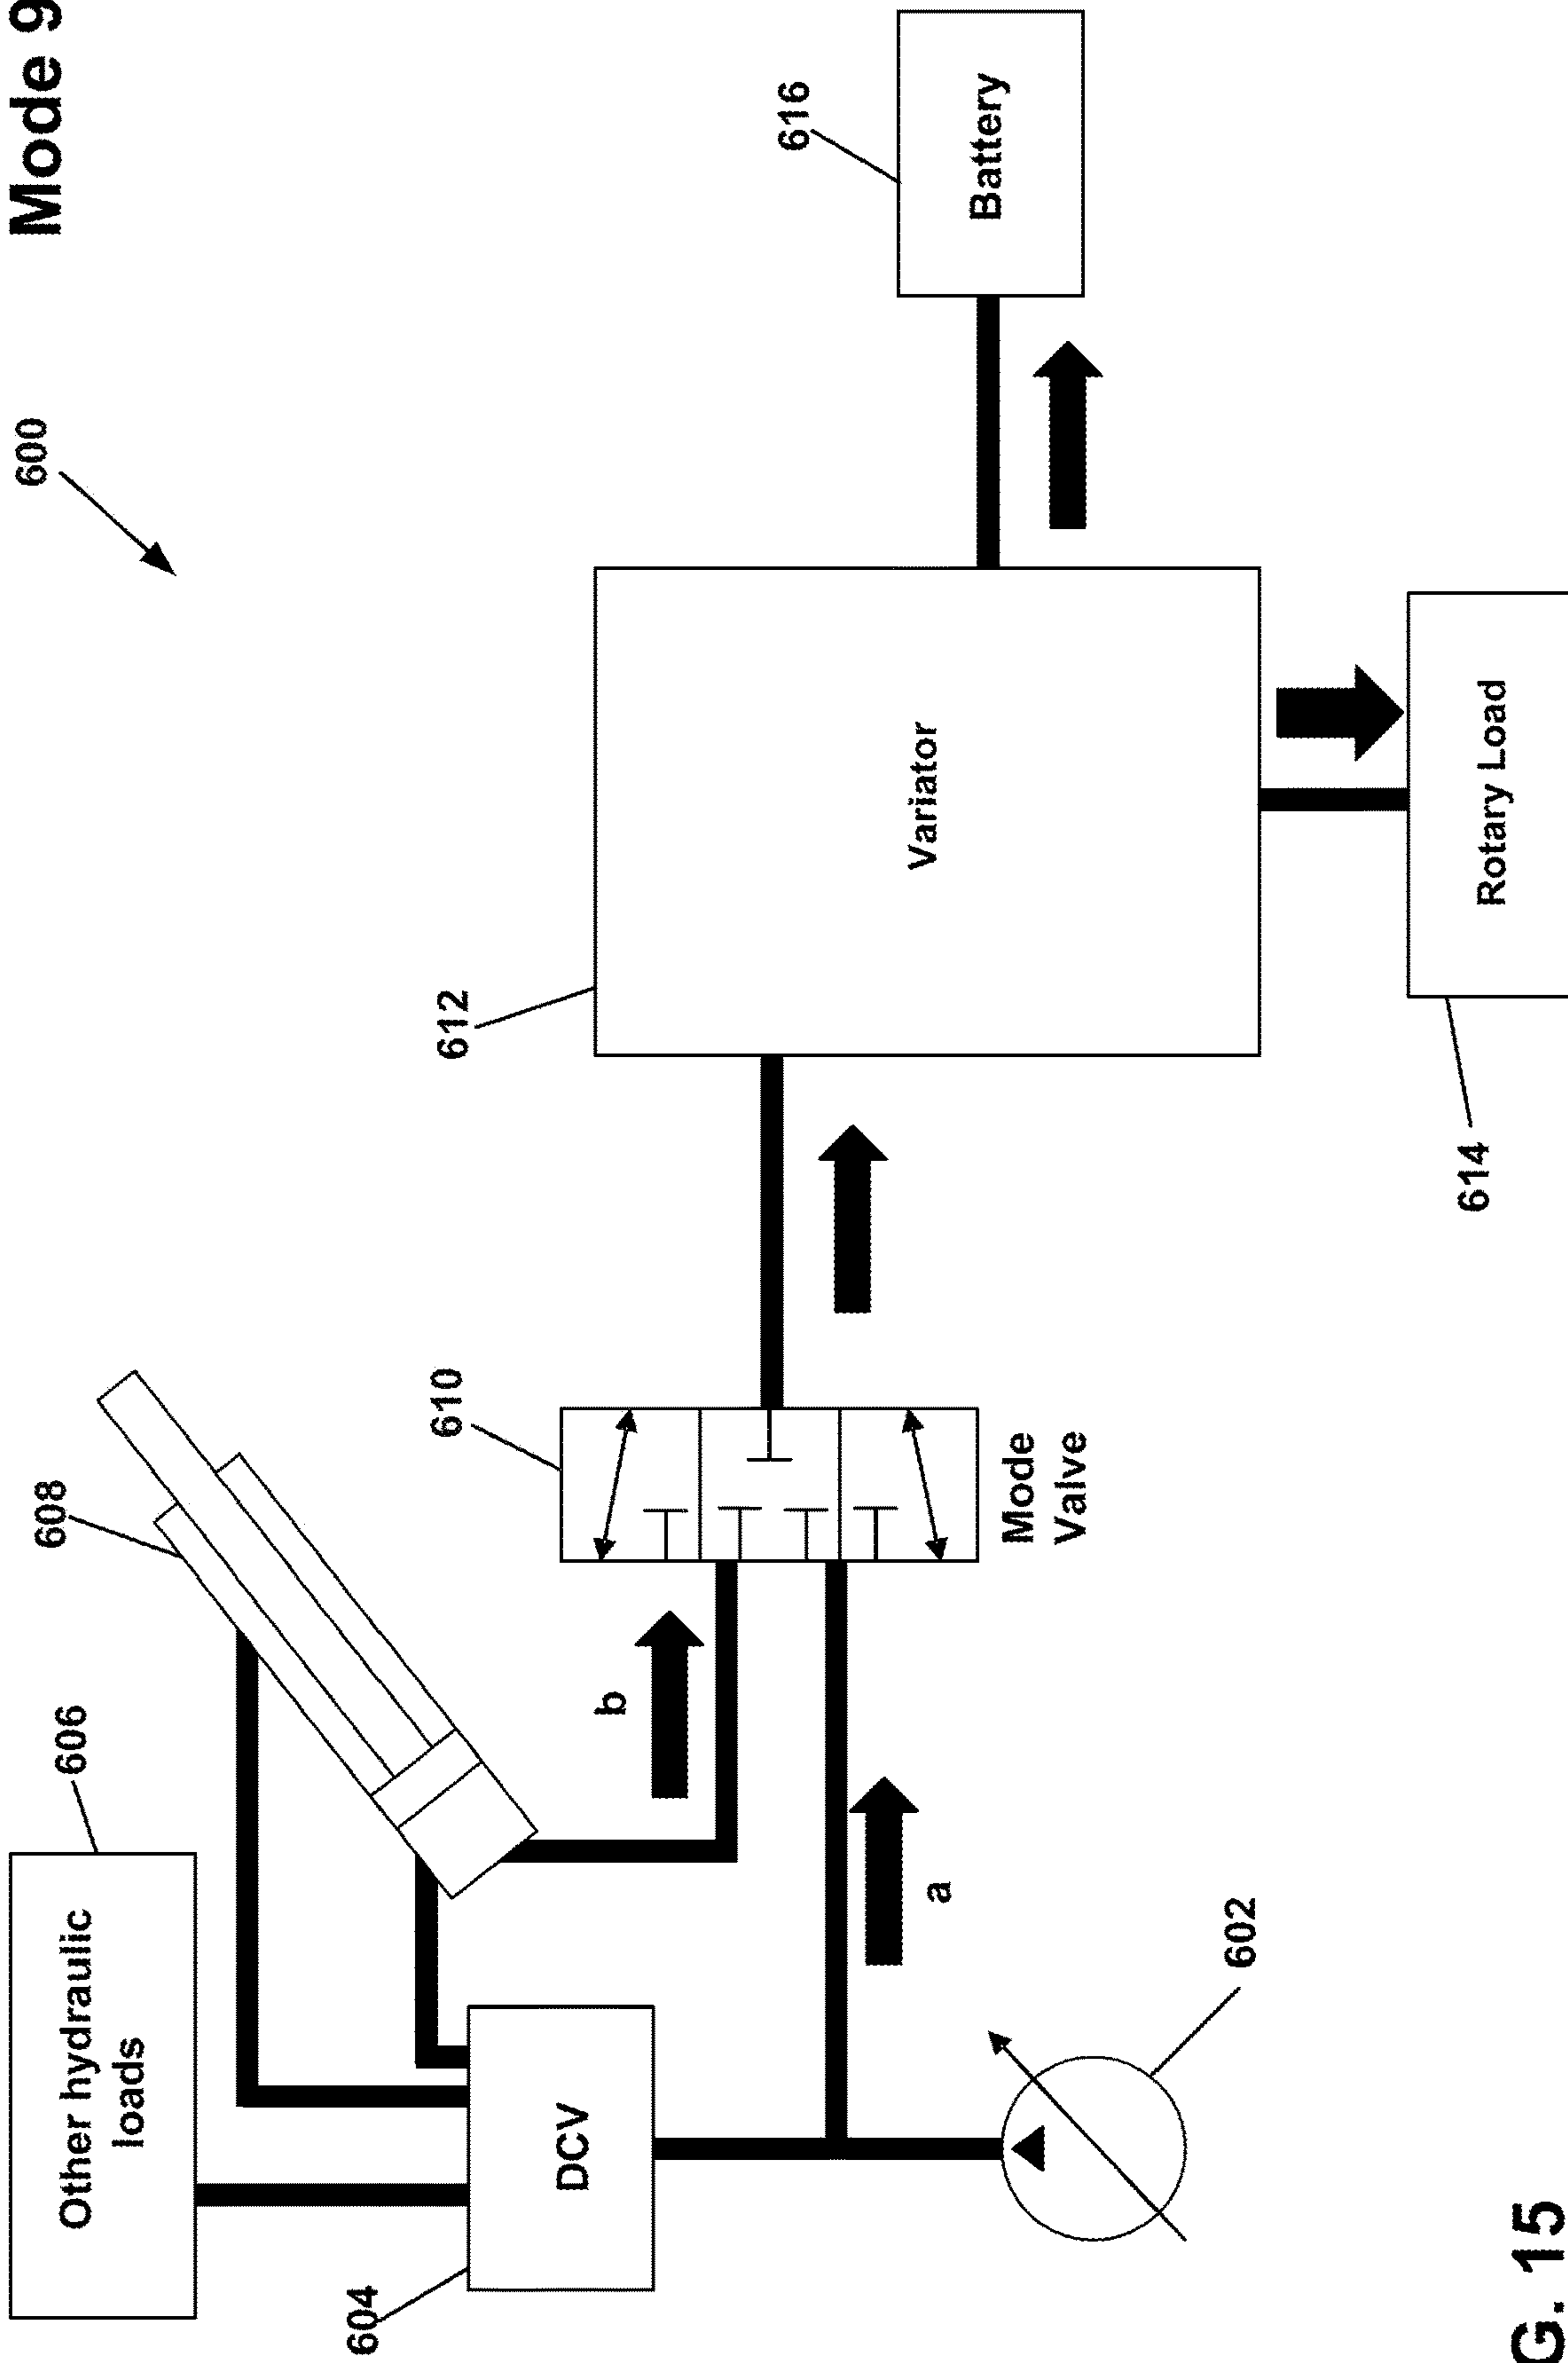 Mode 9
600
606
Other hydraulic
loads
608
604
DCV
610
Mode
Valve
612
Variator
616
Battery
b
a
602
614
Rotary Load
G. 15